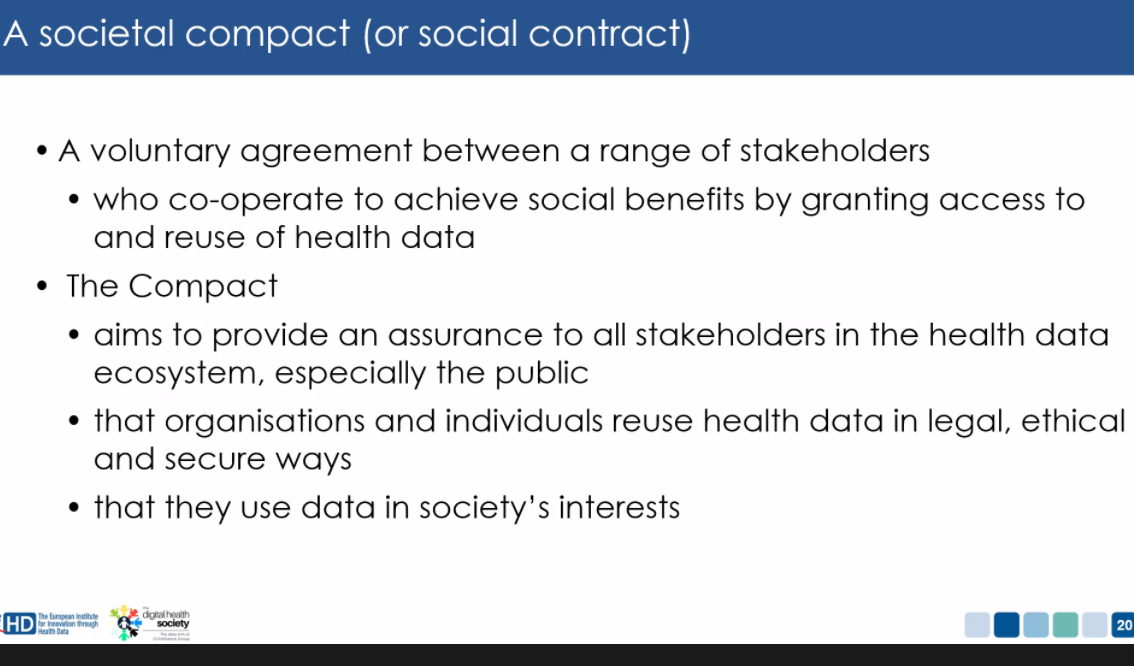 A societal compact (or social contract)
• A voluntary agreement between a range of stakeholders
• who co-operate to achieve social benefits by granting access to
and reuse of health data
• The Compact
• aims to provide an assurance to all stakeholders in the health data
ecosystem, especially the public
• that organisations and individuals reuse health data in legal, ethical
and secure ways
• that they use data in society’s interests
HD
The European Institute
for Innovation through
Health Data
the
digital health
society
20